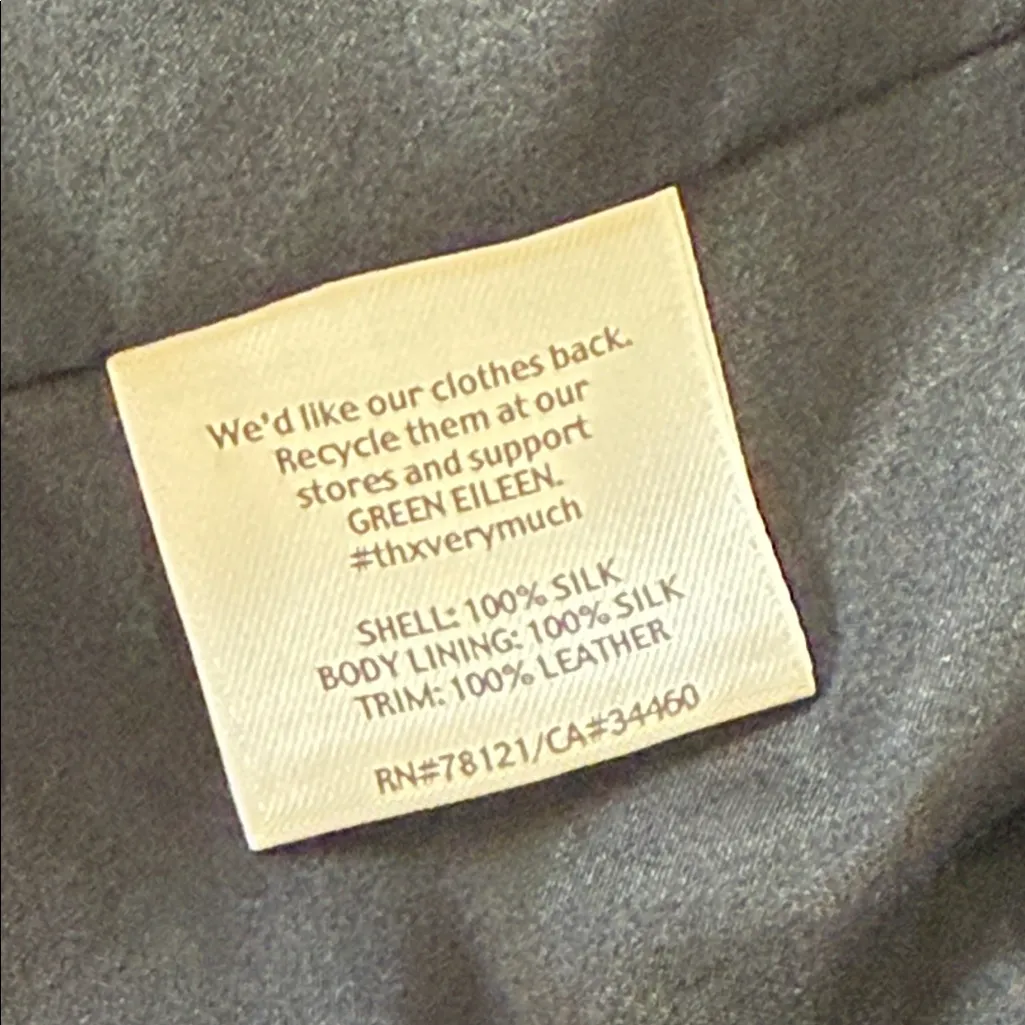 We'd like our clothes back.
Recycle them at our
stores and support
GREEN EILEEN.
#thxverymuch
SHELL: 100% SILK
BODY LINING: 100% SILK
TRIM: 100% LEATHER
RN#78121/CA#34460